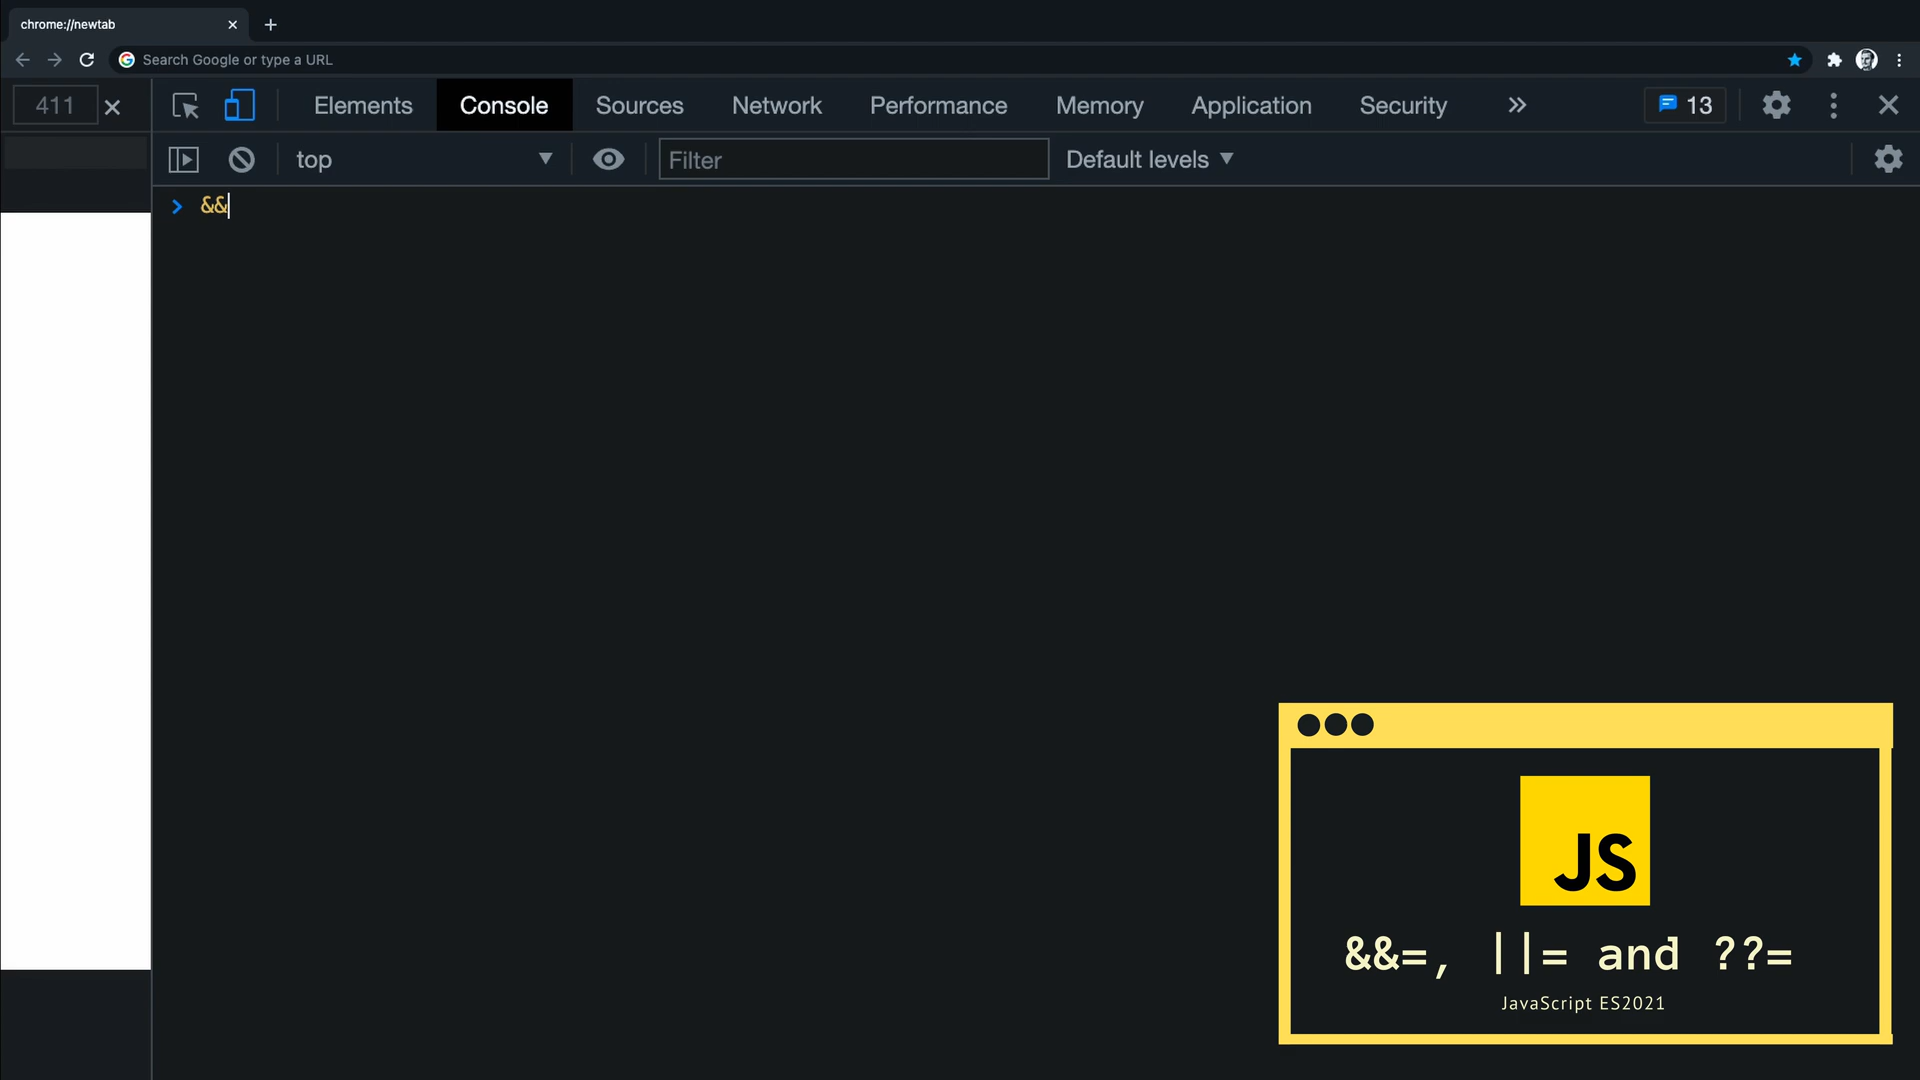 chrome://newtab
Search Google or type a URL
411
Elements Console Sources Network Performance Memory Application Security 13
top Filter Default levels
&&
JS
&&=, ||= and ??=
JavaScript ES2021